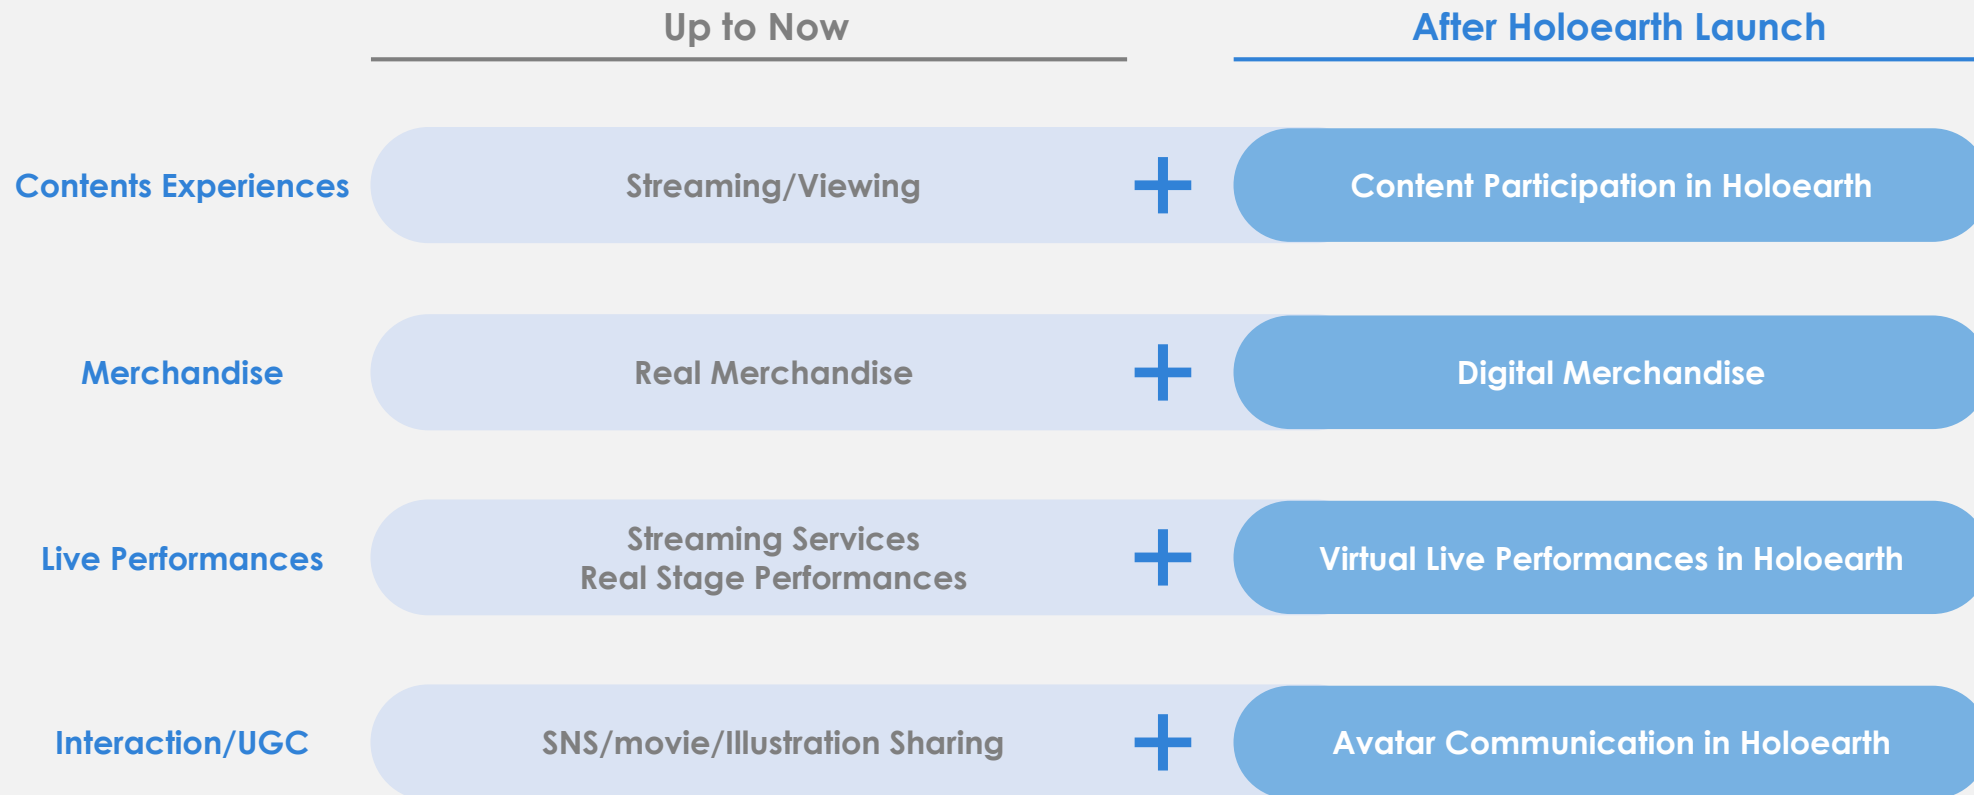 Up to Now
After Holoearth Launch
Contents Experiences
Streaming/Viewing
+
Content Participation in Holoearth
Merchandise
Real Merchandise
+
Digital Merchandise
Live Performances
Streaming Services
Real Stage Performances
+
Virtual Live Performances in Holoearth
Interaction/UGC
SNS/movie/Illustration Sharing
+
Avatar Communication in Holoearth